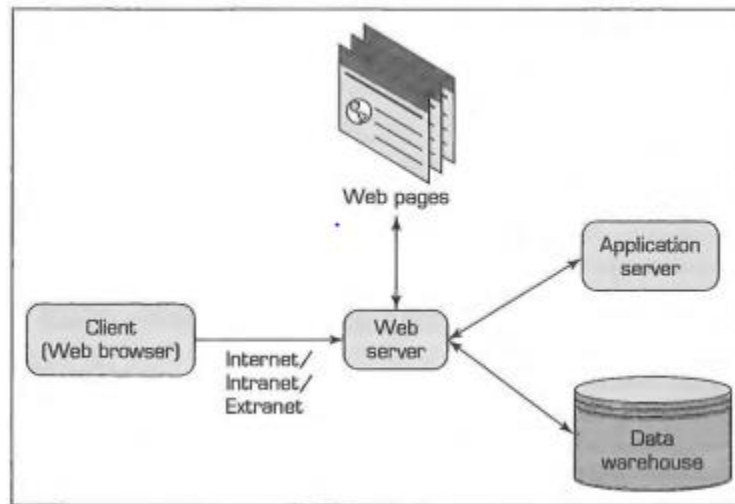 Web pages
Application
server
Client
(Web browser)
Web
server
Internet/
Intranet/
Extranet
Data
warehouse